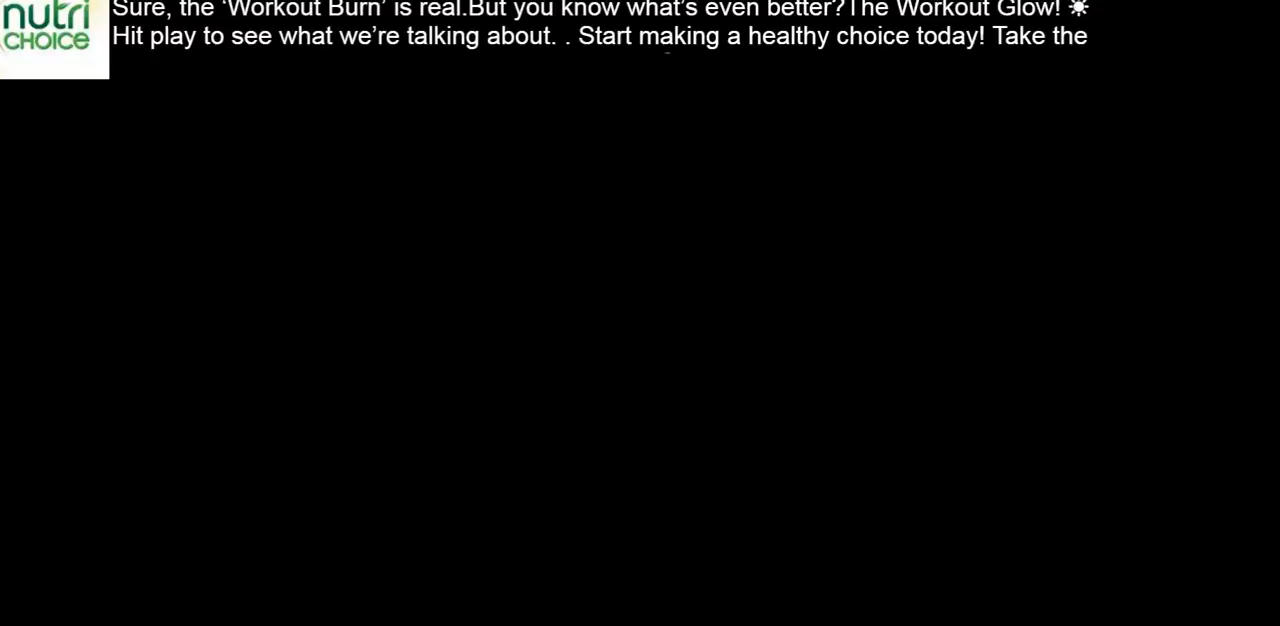 nutri
CHOICE
Sure, the ‘Workout Burn’ is real.But you know what’s even better?The Workout Glow! ☀
Hit play to see what we’re talking about. . Start making a healthy choice today! Take the